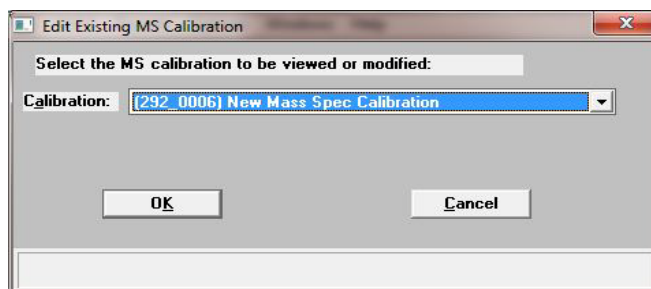 Edit Existing MS Calibration
Select the MS calibration to be viewed or modified:
Calibration: (292_0006) New Mass Spec Calibration
OK Cancel